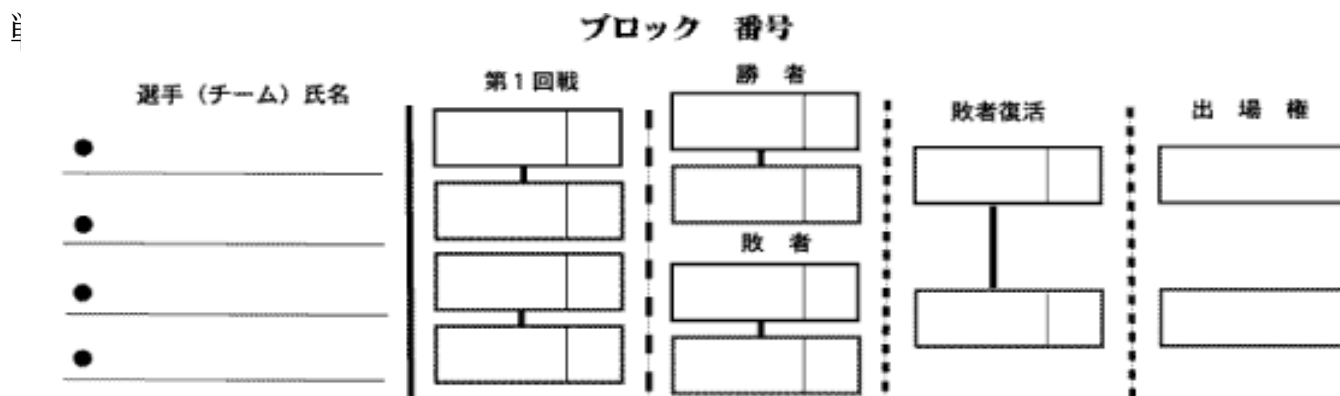 ブロック 番号
選手（チーム）氏名
第1回戦
勝 者
敗 者
敗者復活
出 場 権